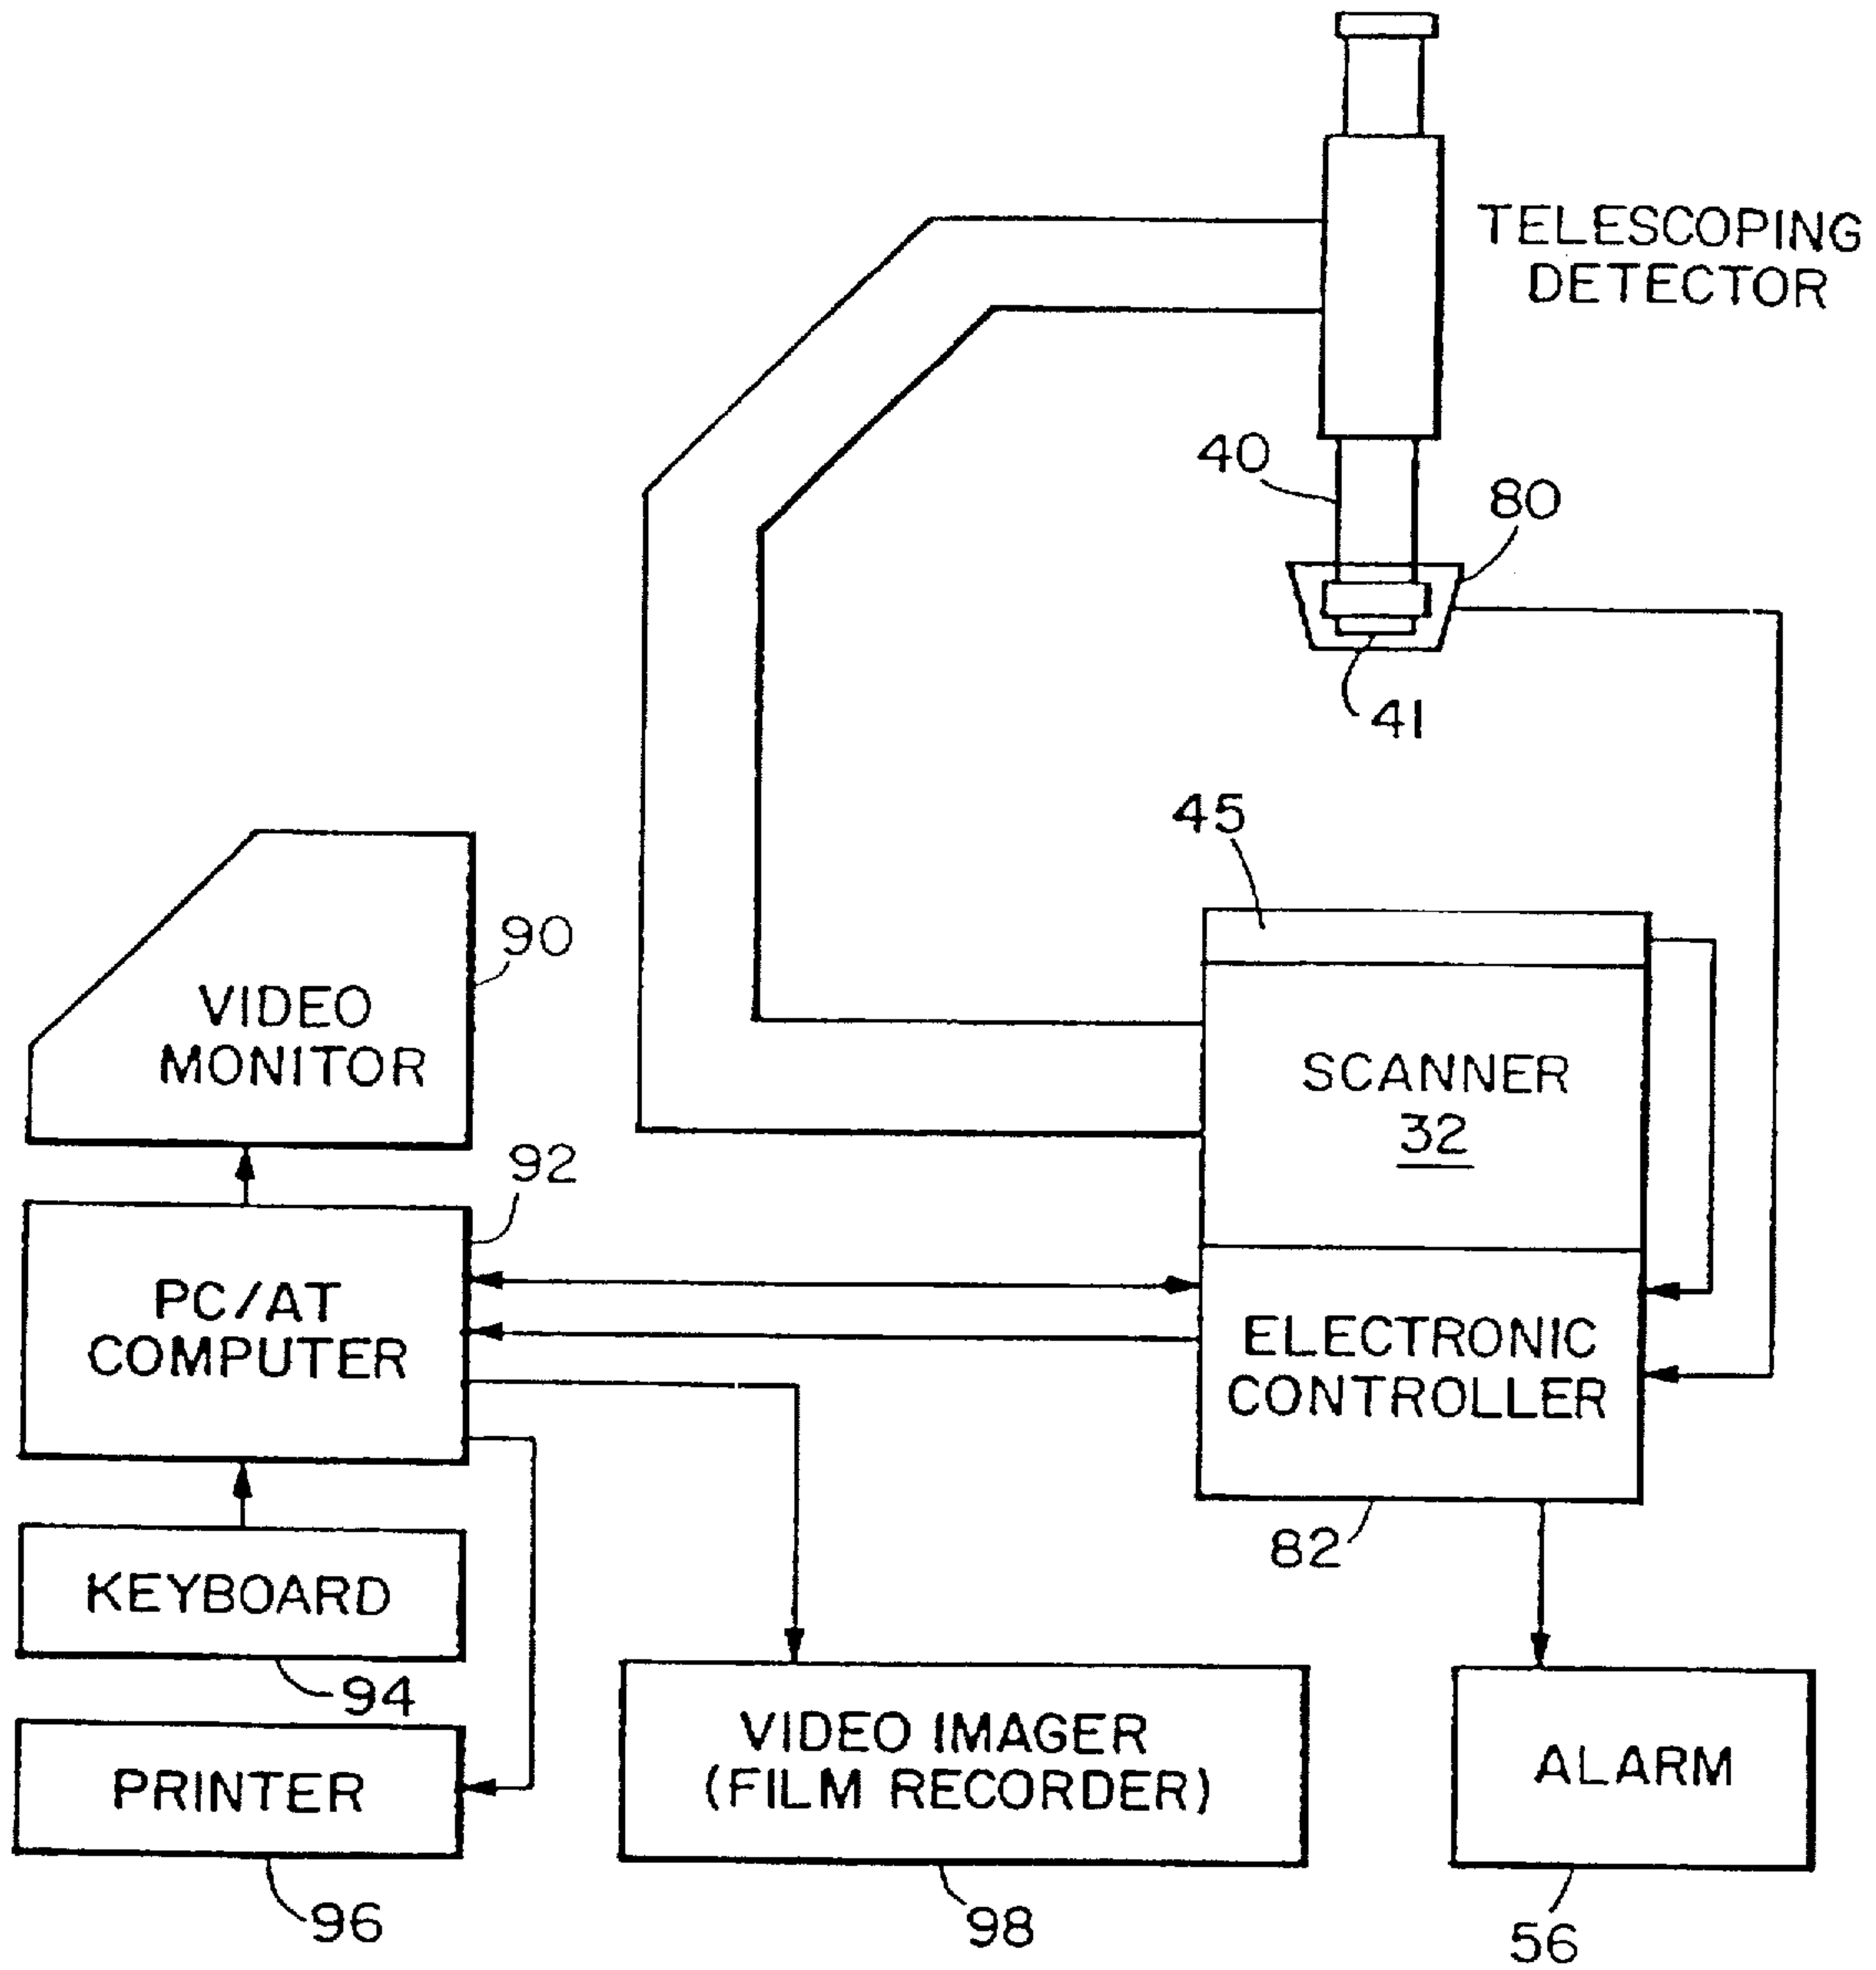 TELESCOPING
DETECTOR
40
80
41
45
90
VIDEO
MONITOR
SCANNER
32
92
PC/AT
COMPUTER
ELECTRONIC
CONTROLLER
82
KEYBOARD
94
VIDEO IMAGER
(FILM RECORDER)
ALARM
PRINTER
96
98
56